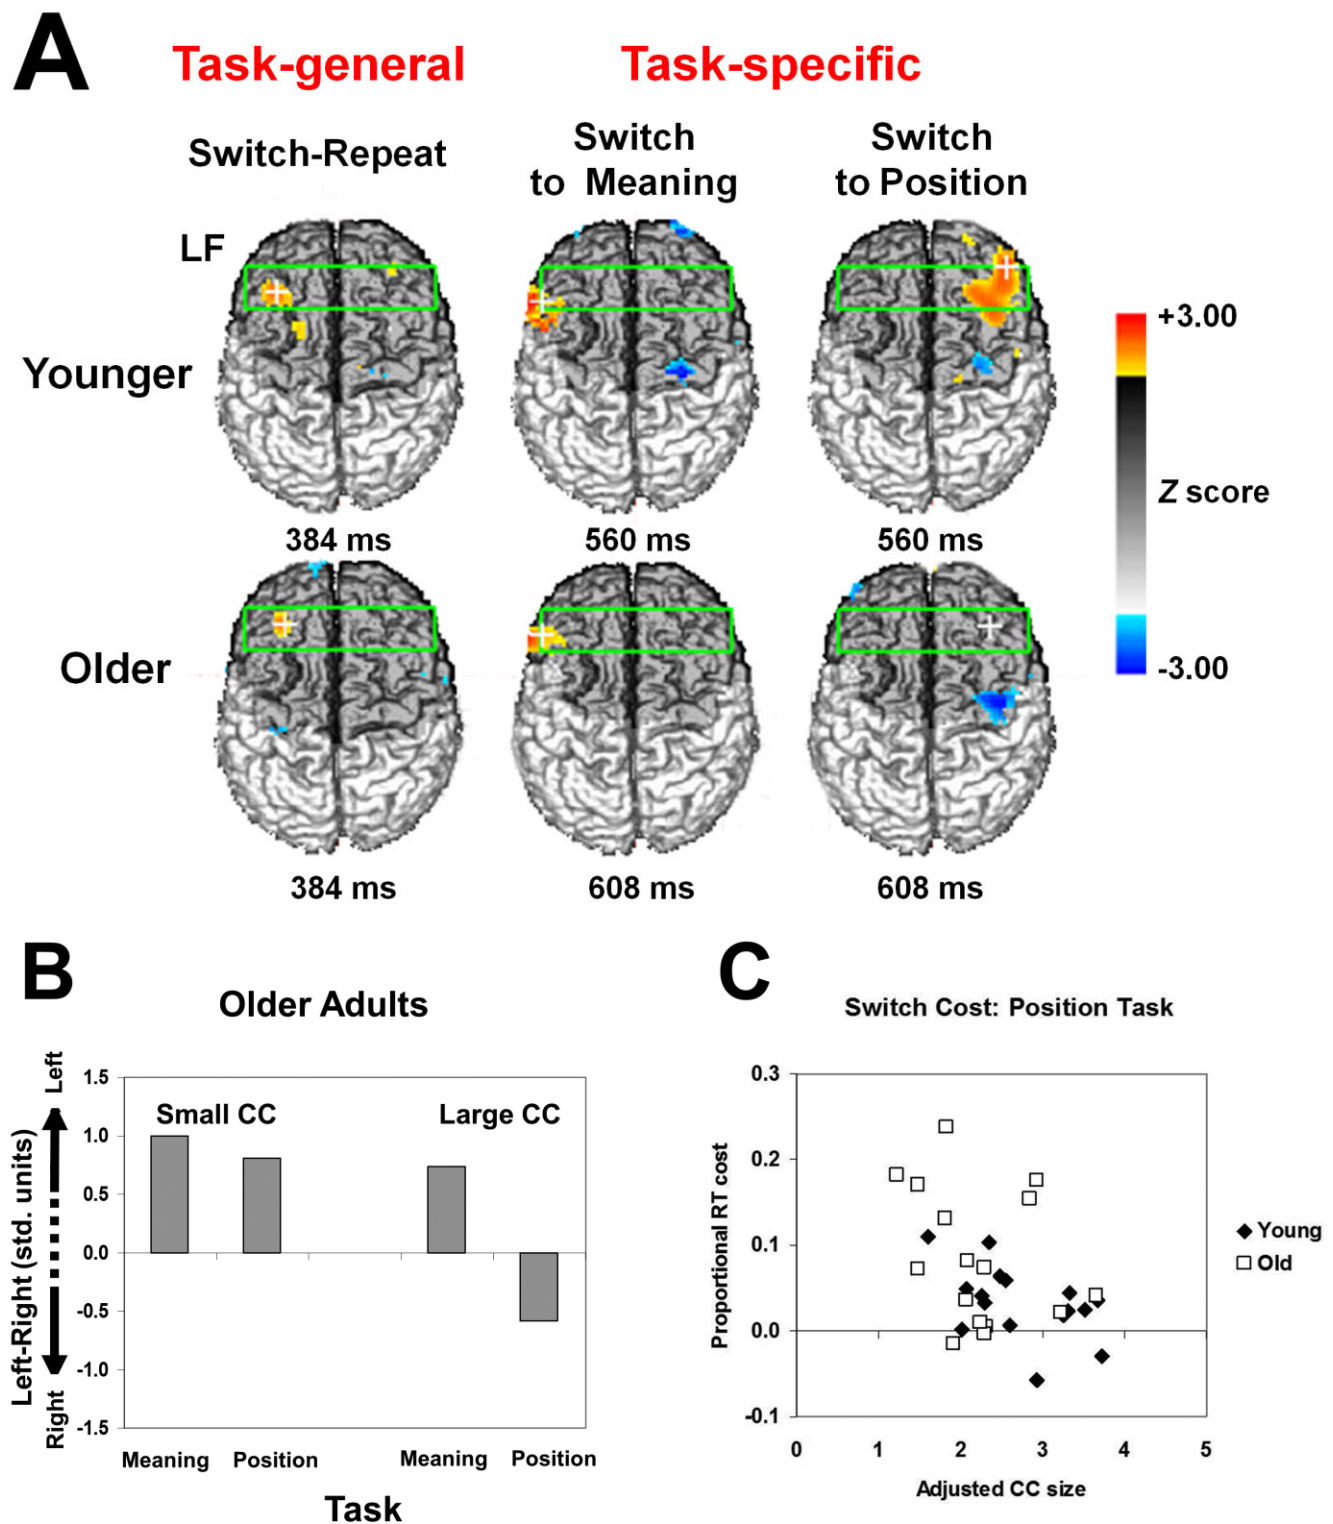 A
Task-general
Task-specific
Switch-Repeat
Switch
to Meaning
Switch
to Position
LF
Younger
384 ms
560 ms
560 ms
+3.00
Z score
-3.00
Older
384 ms
608 ms
608 ms
B
Older Adults
Left-Right (std. units)
Left
Right
1.5
1.0
0.5
0.0
-0.5
-1.0
-1.5
Small CC
Large CC
Meaning
Position
Meaning
Position
Task
C
Switch Cost: Position Task
Proportional RT cost
0.3
0.2
0.1
0.0
-0.1
0
1
2
3
4
5
Adjusted CC size
Young
Old